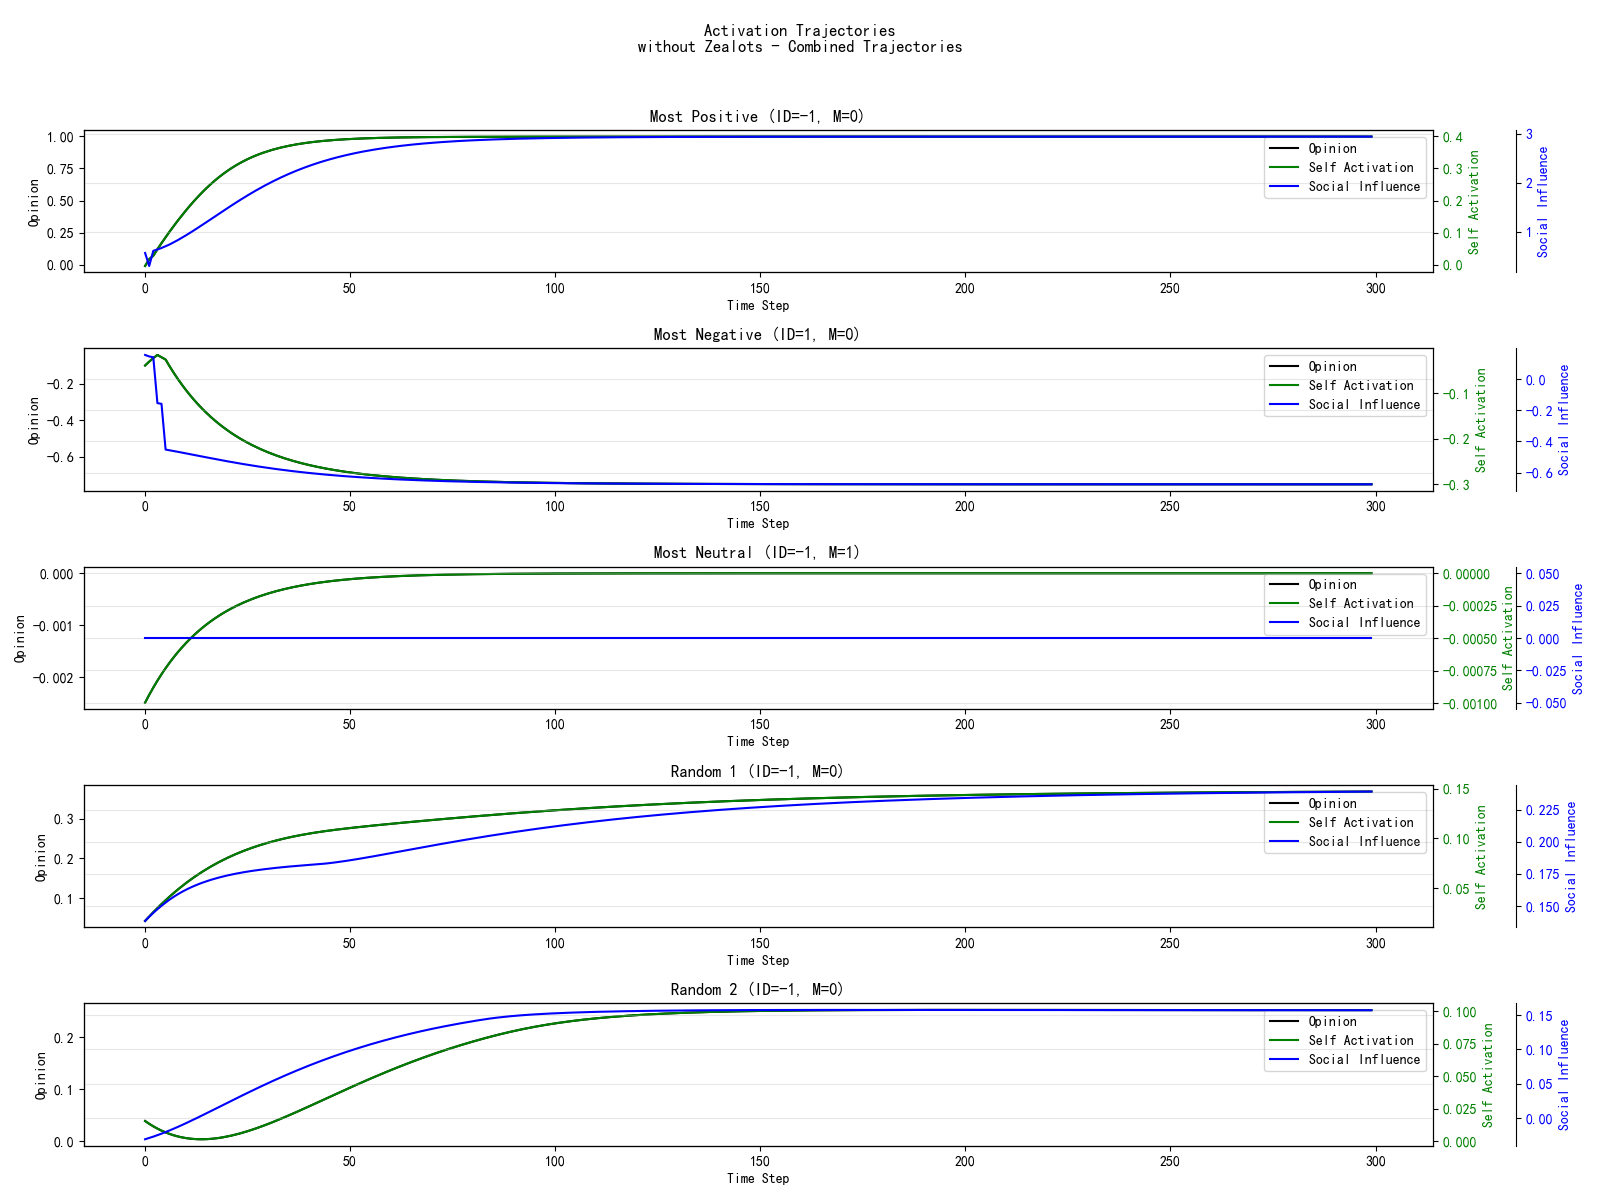 Activation Trajectories
without Zealots - Combined Trajectories
Most Positive (ID=-1, M=0)
Opinion
1.00
0.75
0.50
0.25
0.00
0
50
100
150
200
250
300
Time Step
Opinion
Self Activation
Social Influence
0.4
0.3
0.2
0.1
0.0
Self Activation
3
2
1
Social Influence
Most Negative (ID=1, M=0)
Opinion
-0.2
-0.4
-0.6
0
50
100
150
200
250
300
Time Step
Opinion
Self Activation
Social Influence
-0.1
-0.2
-0.3
Self Activation
0.0
-0.2
-0.4
-0.6
Social Influence
Most Neutral (ID=-1, M=1)
Opinion
0.000
-0.001
-0.002
0
50
100
150
200
250
300
Time Step
Opinion
Self Activation
Social Influence
0.00000
-0.00025
-0.00050
-0.00075
-0.00100
Self Activation
0.050
0.025
0.000
-0.025
-0.050
Social Influence
Random 1 (ID=-1, M=0)
Opinion
0.3
0.2
0.1
0
50
100
150
200
250
300
Time Step
Opinion
Self Activation
Social Influence
0.15
0.10
0.05
Self Activation
0.225
0.200
0.175
0.150
Social Influence
Random 2 (ID=-1, M=0)
Opinion
0.2
0.1
0.0
0
50
100
150
200
250
300
Time Step
Opinion
Self Activation
Social Influence
0.100
0.075
0.050
0.025
0.000
Self Activation
0.15
0.10
0.05
0.00
Social Influence